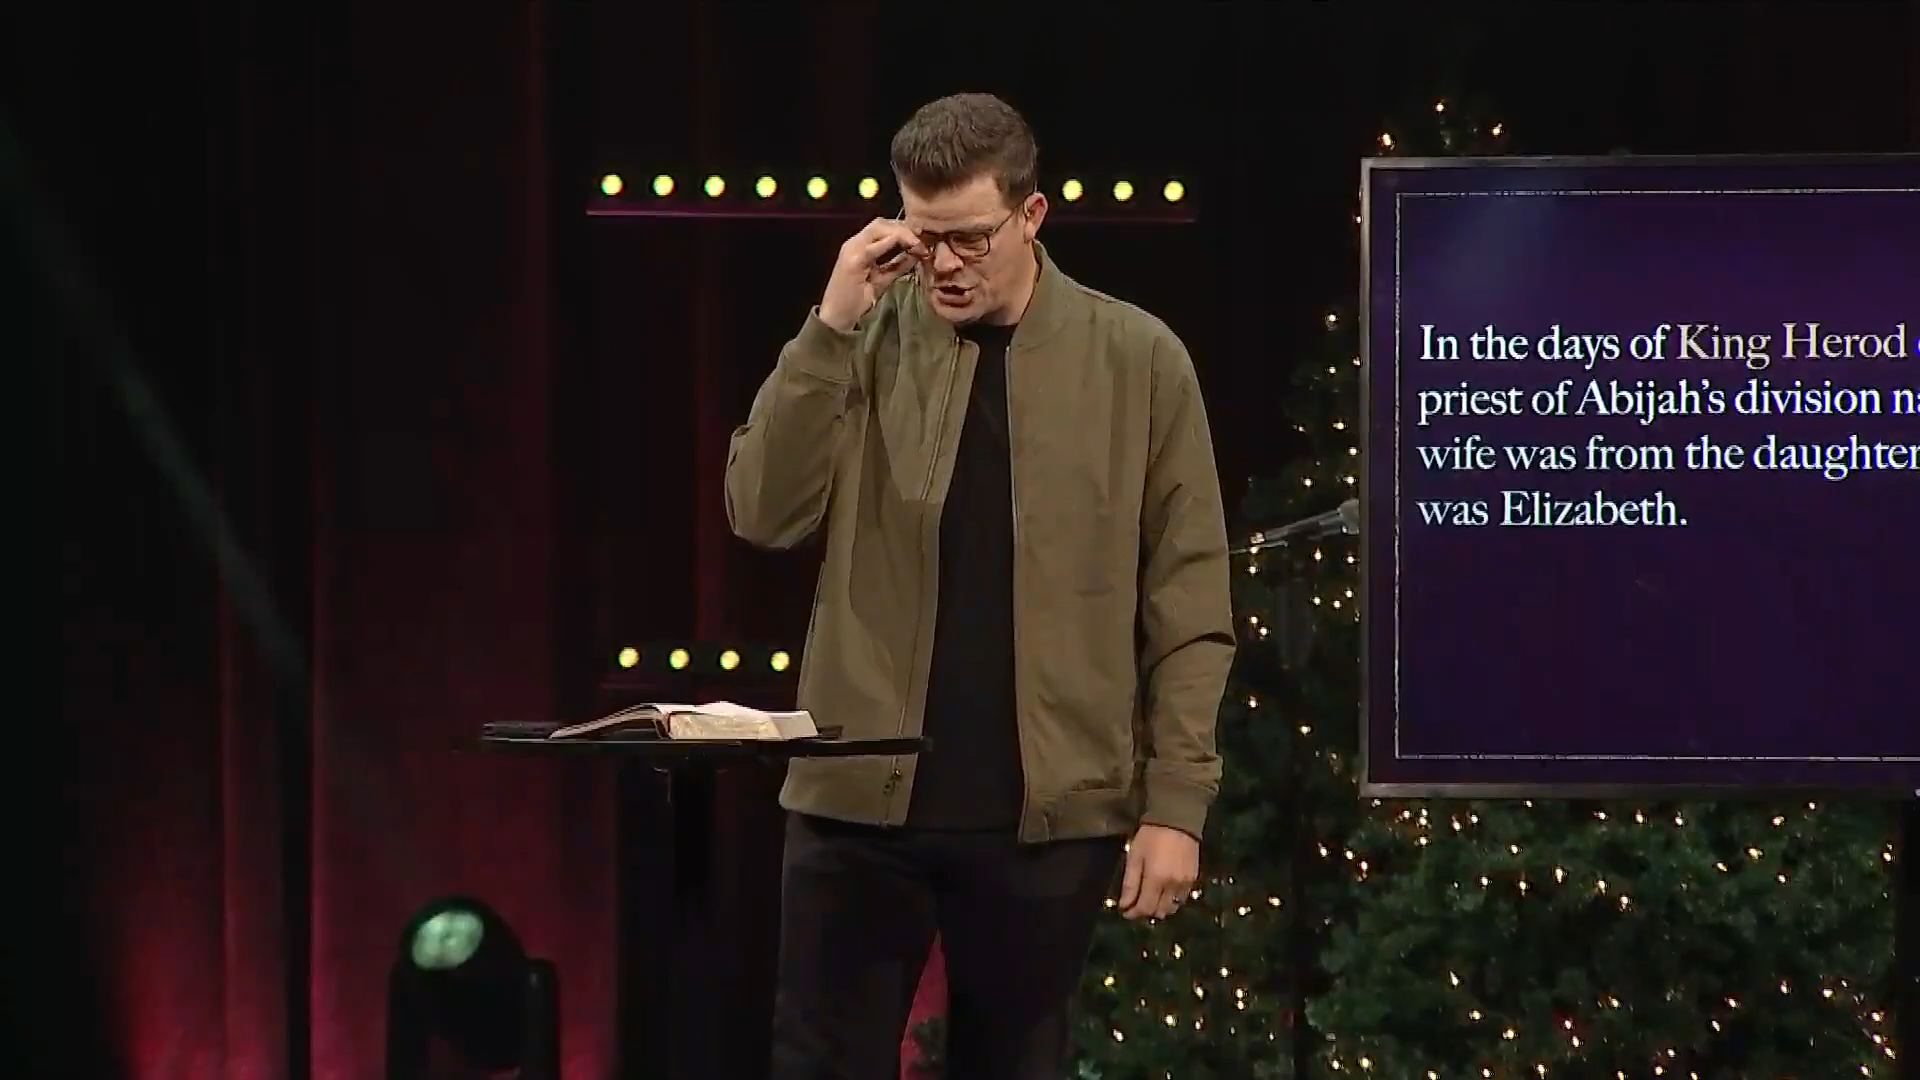 In the days of King Herod
priest of Abijah's division
wife was from the daughter
was Elizabeth.